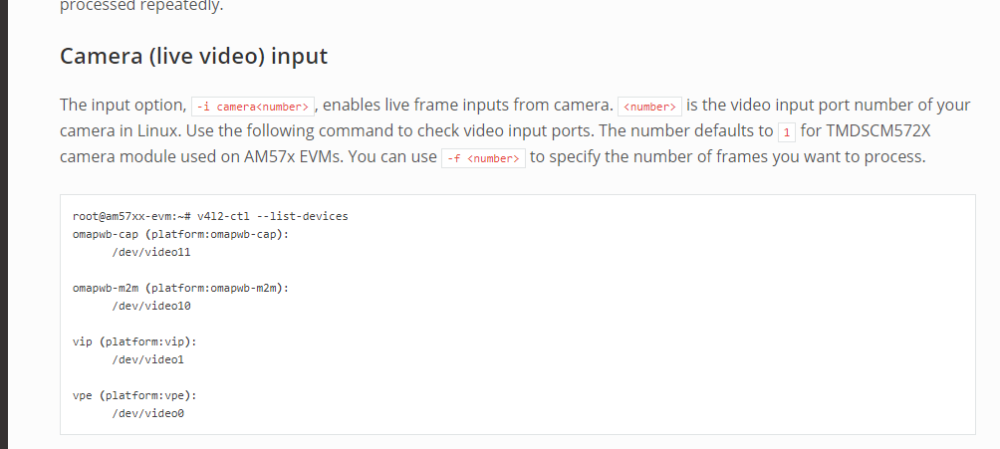 processed repeatedly.
Camera (live video) input
The input option, -i camera<number> , enables live frame inputs from camera. <number> is the video input port number of your
camera in Linux. Use the following command to check video input ports. The number defaults to 1 for TMDSCM572X
camera module used on AM57x EVMs. You can use -f <number> to specify the number of frames you want to process.
root@am57xx-evm:~# v4l2-ctl --list-devices
omapwb-cap (platform:omapwb-cap):
/dev/video11
omapwb-m2m (platform:omapwb-m2m):
/dev/video10
vip (platform:vip):
/dev/video1
vpe (platform:vpe):
/dev/video0